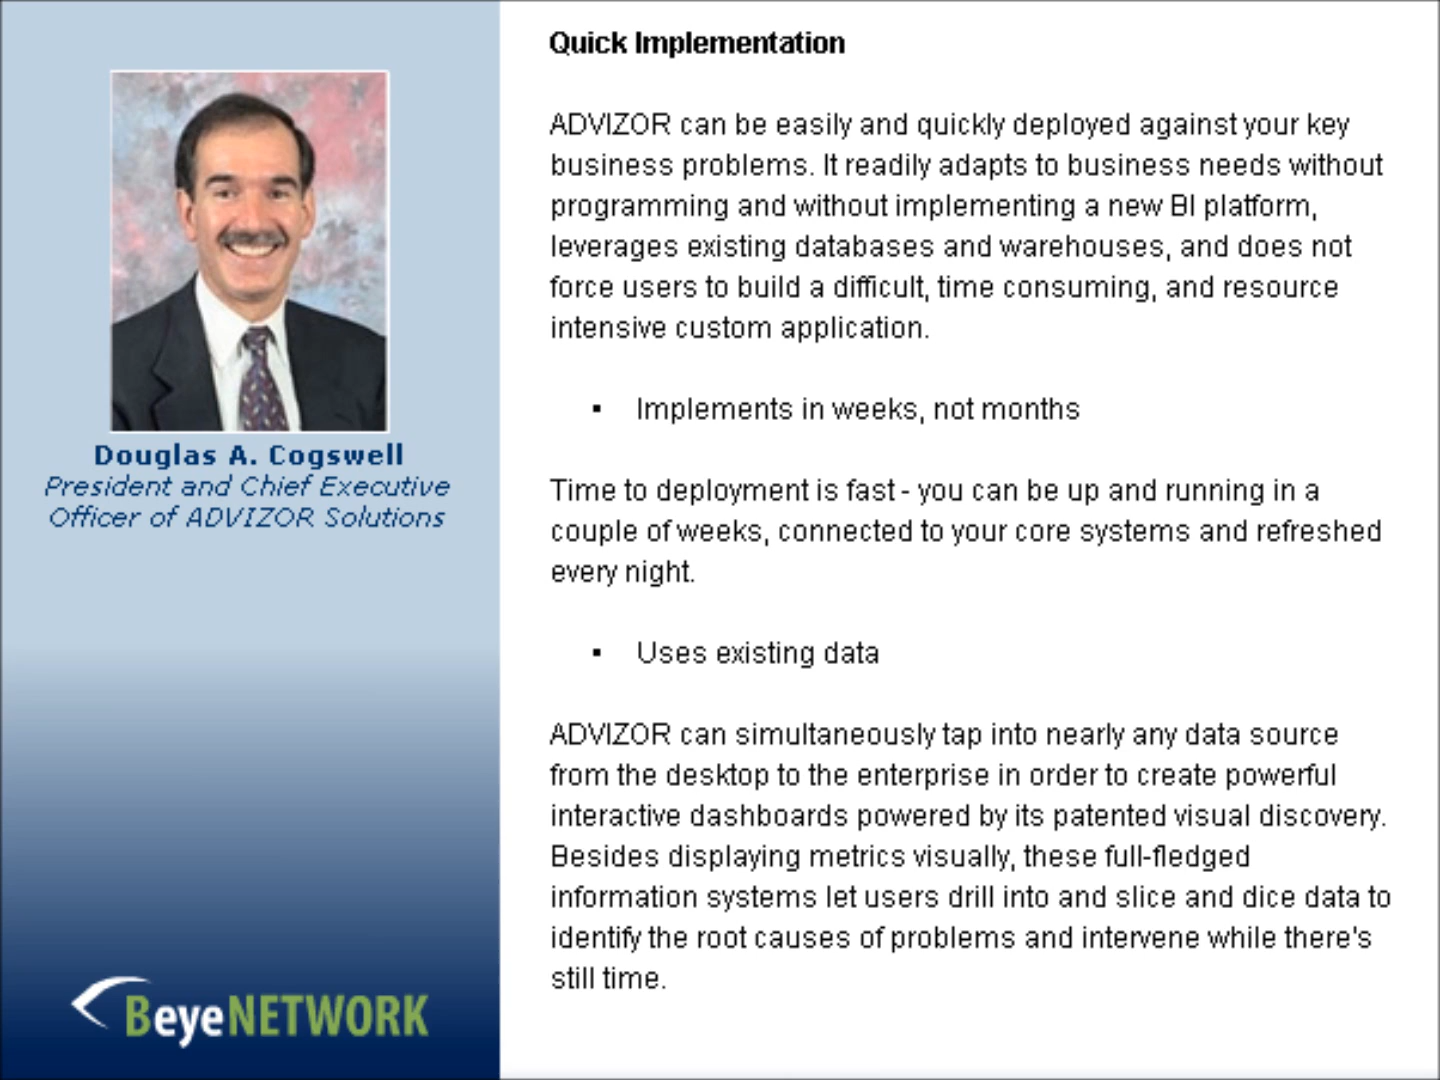 Douglas A. Cogswell
President and Chief Executive
Officer of ADVIZOR Solutions
BeyeNETWORK
Quick Implementation
ADVIZOR can be easily and quickly deployed against your key
business problems. It readily adapts to business needs without
programming and without implementing a new BI platform,
leverages existing databases and warehouses, and does not
force users to build a difficult, time consuming, and resource
intensive custom application.
▪ Implements in weeks, not months
Time to deployment is fast - you can be up and running in a
couple of weeks, connected to your core systems and refreshed
every night.
▪ Uses existing data
ADVIZOR can simultaneously tap into nearly any data source
from the desktop to the enterprise in order to create powerful
interactive dashboards powered by its patented visual discovery.
Besides displaying metrics visually, these full-fledged
information systems let users drill into and slice and dice data to
identify the root causes of problems and intervene while there's
still time.